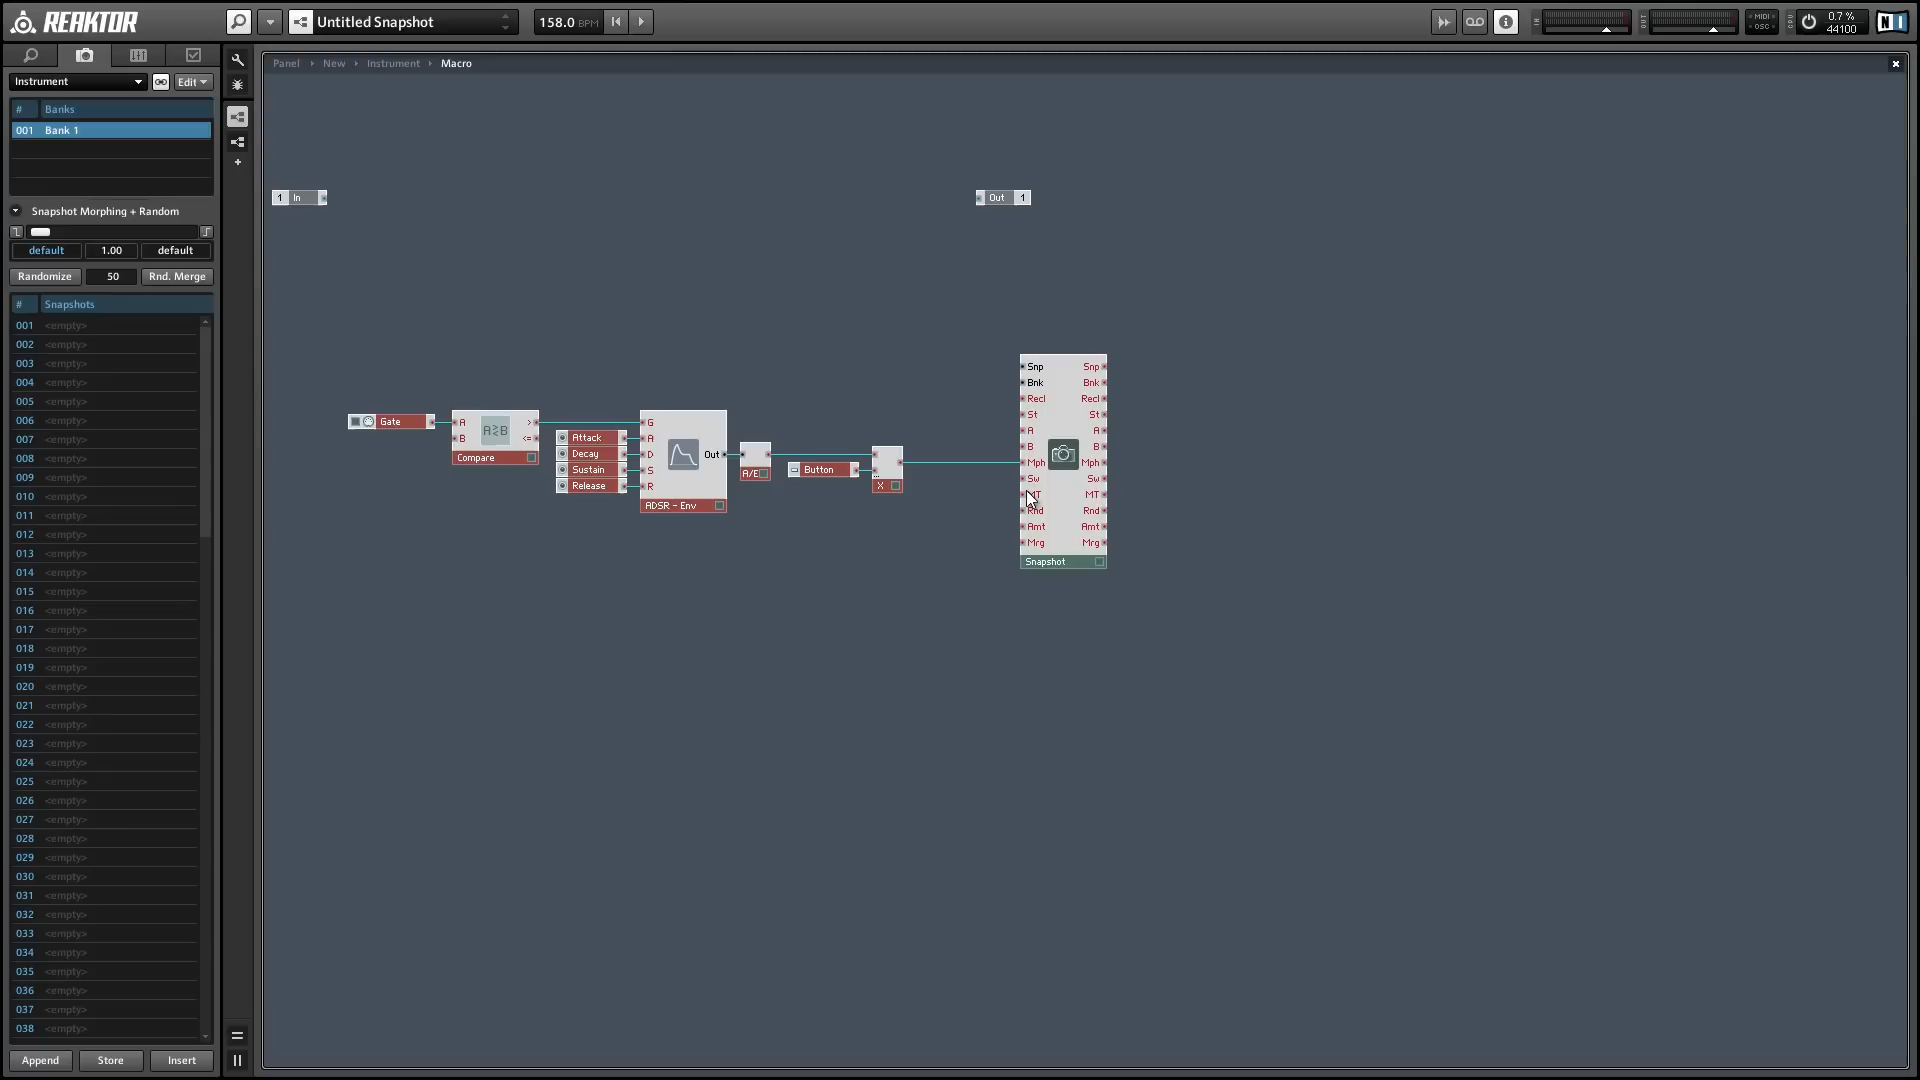 REAKTOR
Untitled Snapshot
158.0 BPM
IN
OUT
MIDI
OSC
CPU
0.7 %
44100
Instrument
Edit
Panel
New
Instrument
Macro
# Banks
001 Bank 1
1 In
Out 1
Snapshot Morphing + Random
default 1.00 default
Randomize 50 Rnd. Merge
# Snapshots
001 <empty>
002 <empty>
003 <empty>
004 <empty>
005 <empty>
006 <empty>
007 <empty>
008 <empty>
009 <empty>
010 <empty>
011 <empty>
012 <empty>
013 <empty>
014 <empty>
015 <empty>
016 <empty>
017 <empty>
018 <empty>
019 <empty>
020 <empty>
021 <empty>
022 <empty>
023 <empty>
024 <empty>
025 <empty>
026 <empty>
027 <empty>
028 <empty>
029 <empty>
030 <empty>
031 <empty>
032 <empty>
033 <empty>
034 <empty>
035 <empty>
036 <empty>
037 <empty>
038 <empty>
Append Store Insert
Gate
A >
B <=
A≷B
Compare
Attack
Decay
Sustain
Release
G
A
D Out
S
R
ADSR - Env
A/E
Button
...
X
Snp Snp
Bnk Bnk
Recl Recl
St St
A A
B B
Mph Mph
Sw Sw
MT MT
Rnd Rnd
Amt Amt
Mrg Mrg
Snapshot